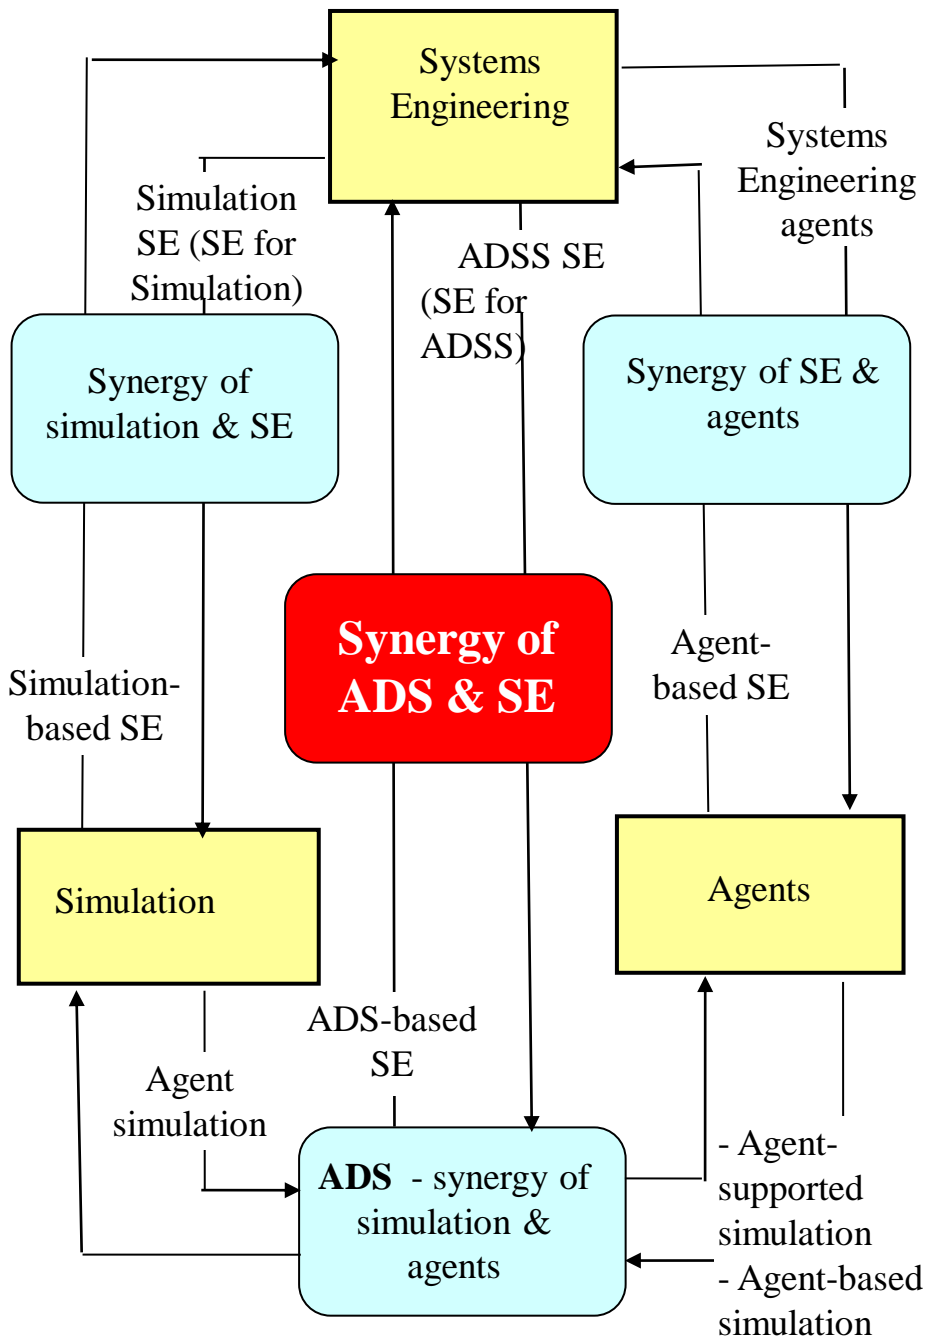 Systems
Engineering
Systems
Engineering
agents
Simulation
SE (SE for
Simulation)
ADSS SE
(SE for
ADSS)
Synergy of
simulation & SE
Synergy of SE &
agents
Synergy of
ADS & SE
Simulation-
based SE
Agent-
based SE
Simulation
Agents
ADS-based
SE
Agent
simulation
ADS - synergy of
simulation &
agents
- Agent-
supported
simulation
- Agent-based
simulation